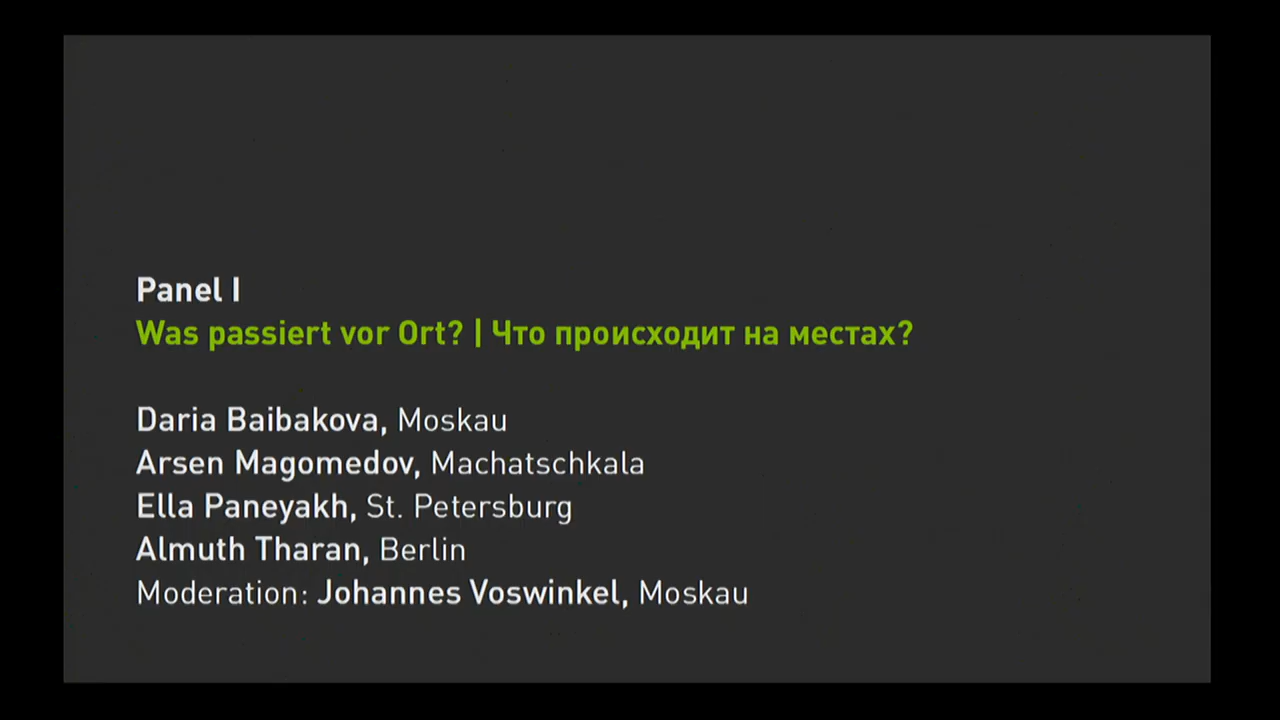 Panel I
Was passiert vor Ort? | Что происходит на местах?
Daria Baibakova, Moskau
Arsen Magomedov, Machatschkala
Ella Paneyakh, St. Petersburg
Almuth Tharan, Berlin
Moderation: Johannes Voswinkel, Moskau